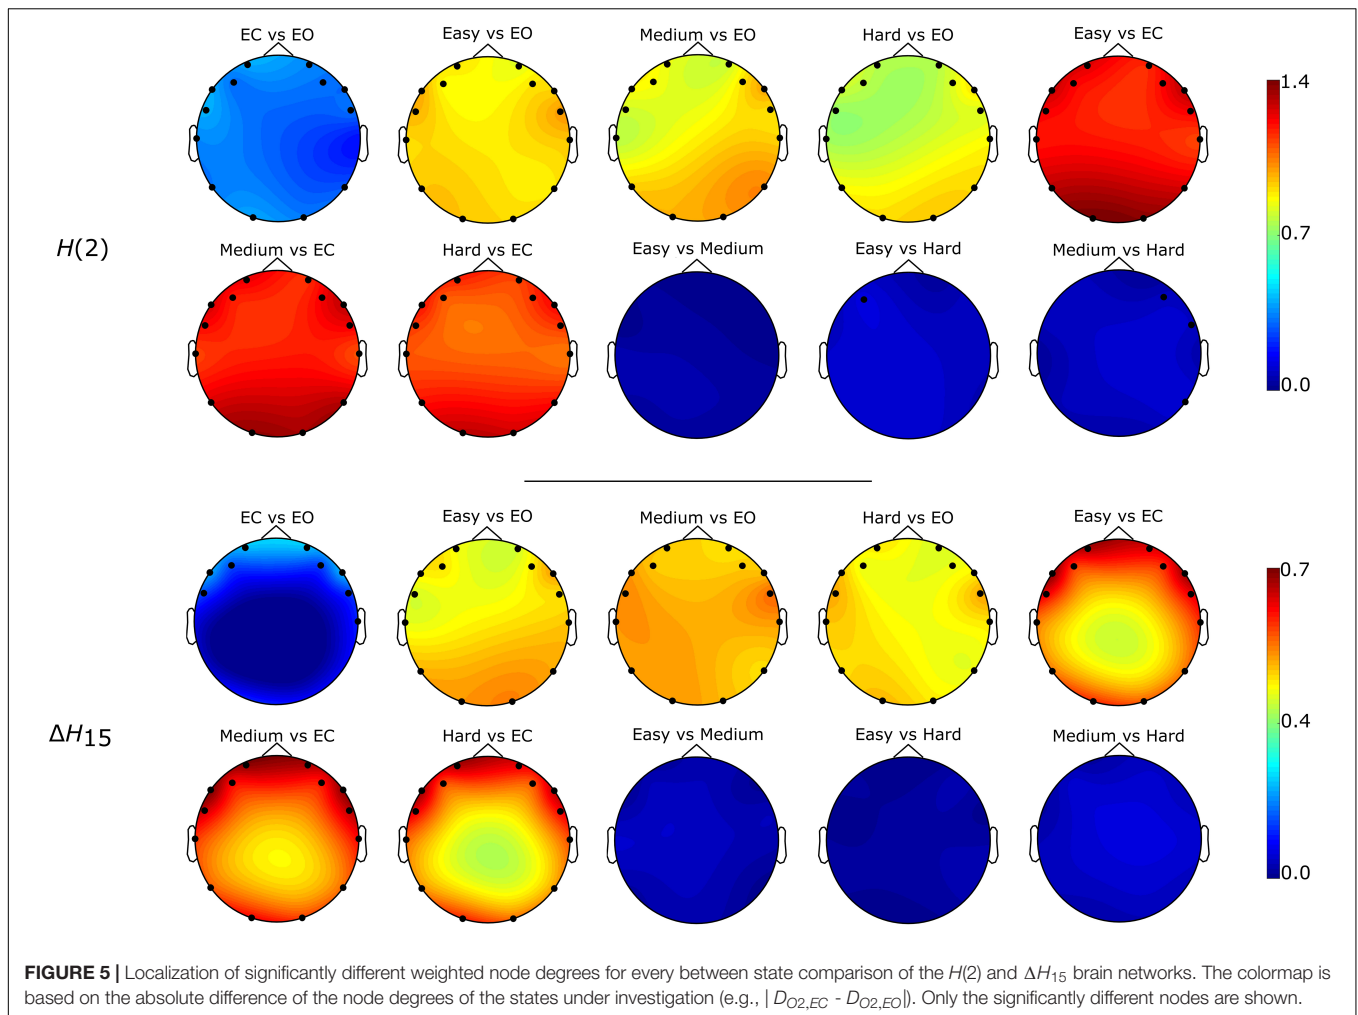 EC vs EO Easy vs EO Medium vs EO Hard vs EO Easy vs EC
1.4
H(2)
0.7
Medium vs EC Hard vs EC Easy vs Medium Easy vs Hard Medium vs Hard
0.0
EC vs EO Easy vs EO Medium vs EO Hard vs EO Easy vs EC
0.7
ΔH15
0.4
Medium vs EC Hard vs EC Easy vs Medium Easy vs Hard Medium vs Hard
0.0
FIGURE 5 | Localization of significantly different weighted node degrees for every between state comparison of the H(2) and ΔH15 brain networks. The colormap is
based on the absolute difference of the node degrees of the states under investigation (e.g., | DO2,EC - DO2,EO|). Only the significantly different nodes are shown.